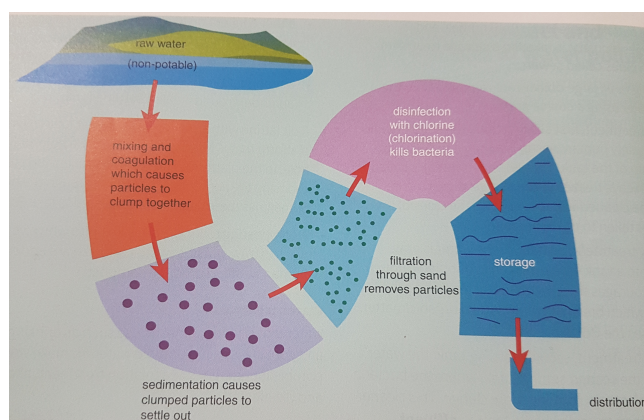 raw water
(non-potable)
mixing and
coagulation
which causes
particles to
clump together
sedimentation causes
clumped particles to
settle out
filtration
through sand
removes particles
disinfection
with chlorine
(chlorination)
kills bacteria
storage
distribution